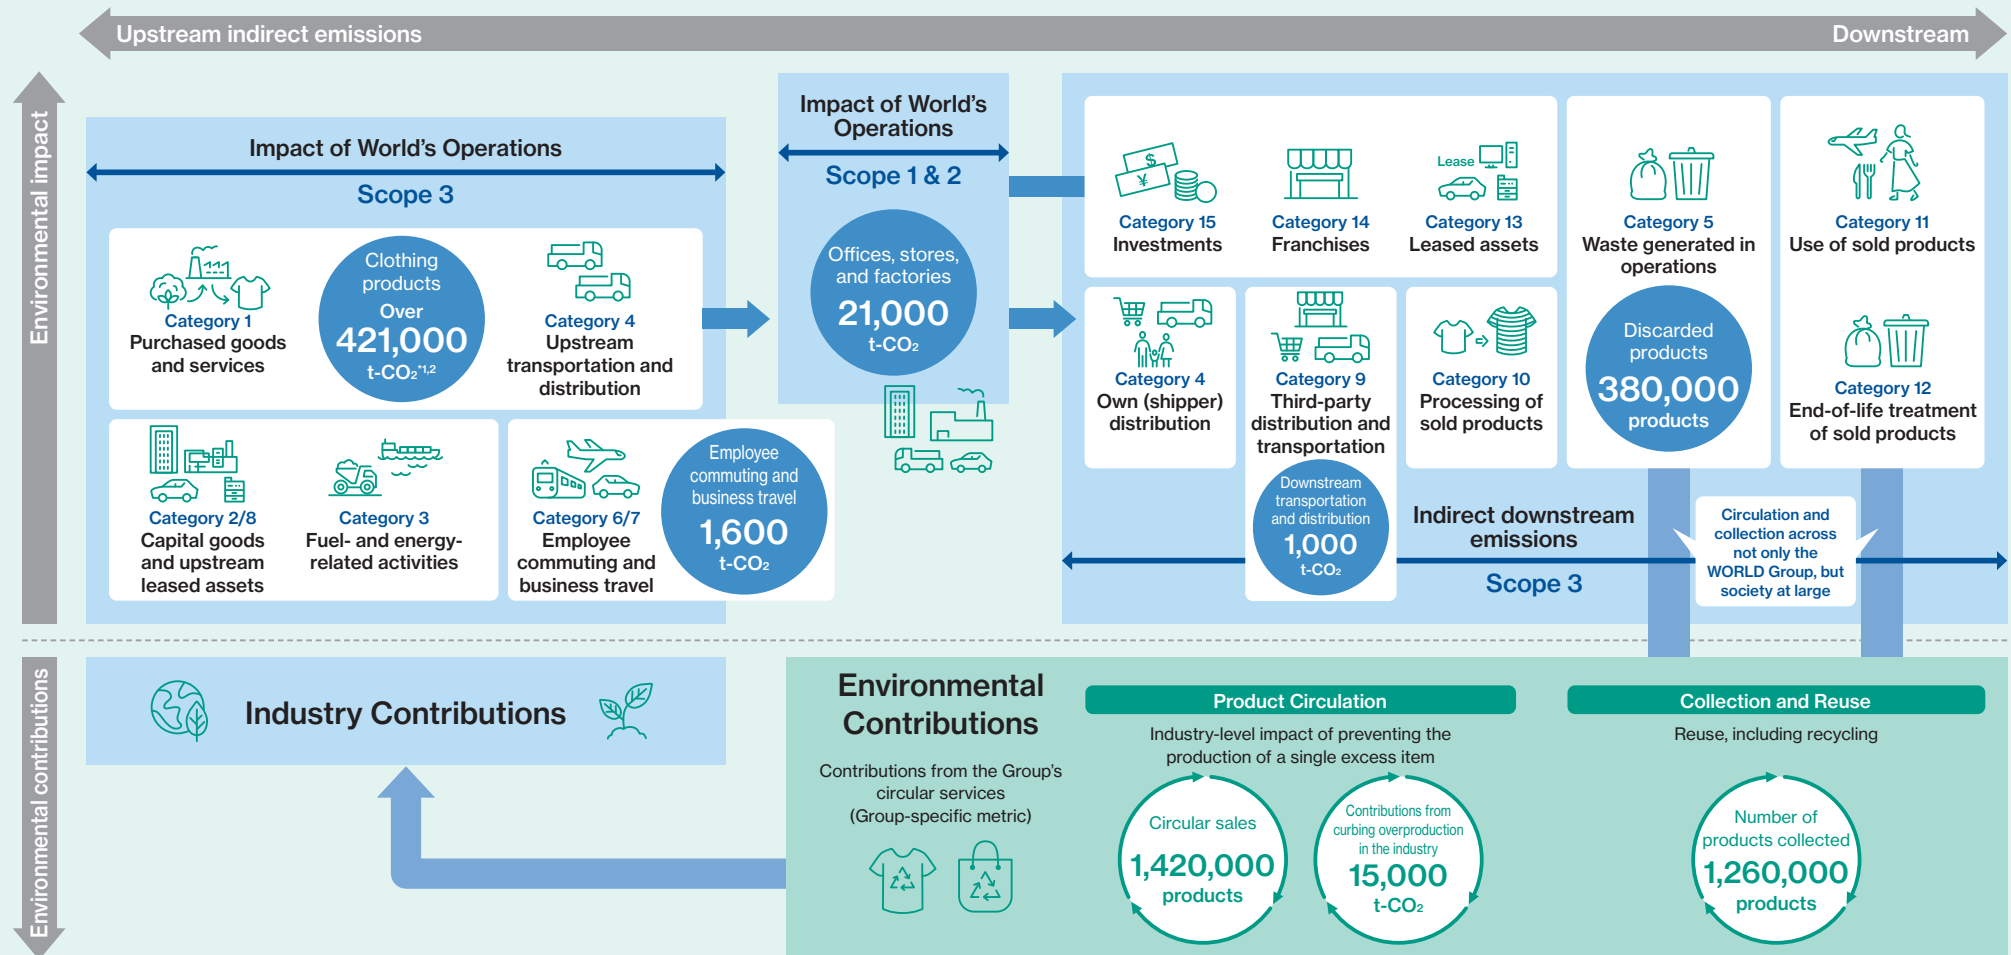 Upstream indirect emissions
Downstream
Environmental impact
Impact of World's Operations
Scope 3
Category 1
Purchased goods
and services
Clothing
products
Over
421,000
t-CO₂*1,2
Category 4
Upstream
transportation and
distribution
Category 2/8
Capital goods
and upstream
leased assets
Category 3
Fuel- and energy-
related activities
Category 6/7
Employee
commuting and
business travel
Employee
commuting and
business travel
1,600
t-CO₂
Impact of World's
Operations
Scope 1 & 2
Offices, stores,
and factories
21,000
t-CO₂
$
¥
Category 15
Investments
Category 14
Franchises
Lease
Category 13
Leased assets
Category 5
Waste generated in
operations
Discarded
products
380,000
products
Category 11
Use of sold products
Category 12
End-of-life treatment
of sold products
Category 4
Own (shipper)
distribution
Category 9
Third-party
distribution and
transportation
Downstream
transportation
and distribution
1,000
t-CO₂
Category 10
Processing of
sold products
Indirect downstream
emissions
Scope 3
Circulation and
collection across
not only the
WORLD Group, but
society at large
Environmental contributions
Industry Contributions
Environmental
Contributions
Contributions from the Group's
circular services
(Group-specific metric)
Product Circulation
Industry-level impact of preventing the
production of a single excess item
Circular sales
1,420,000
products
Contributions from
curbing overproduction
in the industry
15,000
t-CO₂
Collection and Reuse
Reuse, including recycling
Number of
products collected
1,260,000
products